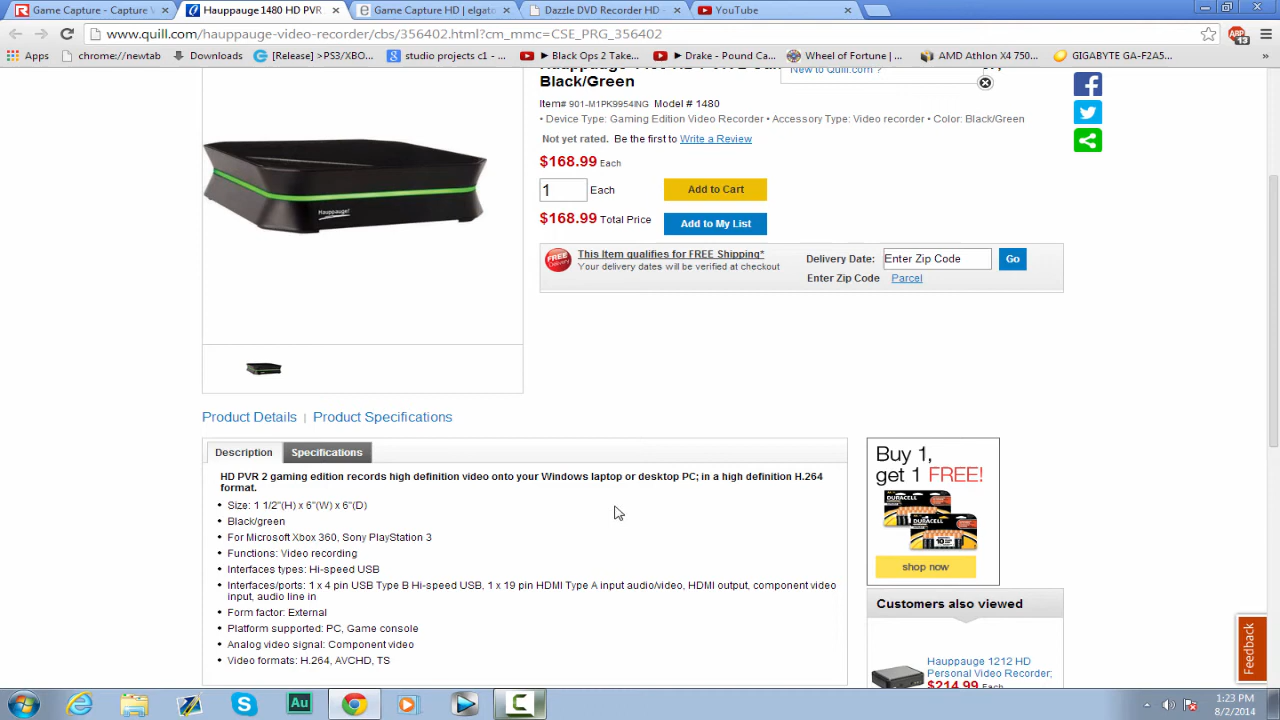 Game Capture - Capture V
Hauppauge 1480 HD PVR
Game Capture HD | elgato
Dazzle DVD Recorder HD -
YouTube
www.quill.com/hauppauge-video-recorder/cbs/356402.html?cm_mmc=CSE_PRG_356402
ABP
Apps
chrome://newtab
Downloads
[Release] >PS3/XBO...
studio projects c1 - ...
► Black Ops 2 Take...
► Drake - Pound Ca...
Wheel of Fortune | ...
AMD Athlon X4 750...
GIGABYTE GA-F2A5...
»
New to Quill.com ?
Black/Green
Item# 901-M1PK9954ING Model # 1480
• Device Type: Gaming Edition Video Recorder • Accessory Type: Video recorder • Color: Black/Green
Not yet rated. Be the first to Write a Review
$168.99 Each
1 Each Add to Cart
$168.99 Total Price Add to My List
FREE Delivery
This Item qualifies for FREE Shipping*
Your delivery dates will be verified at checkout
Delivery Date: Enter Zip Code Go
Enter Zip Code Parcel
Hauppauge!
Product Details | Product Specifications
Description Specifications
HD PVR 2 gaming edition records high definition video onto your Windows laptop or desktop PC; in a high definition H.264
format.
• Size: 1 1/2"(H) x 6"(W) x 6"(D)
• Black/green
• For Microsoft Xbox 360, Sony PlayStation 3
• Functions: Video recording
• Interfaces types: Hi-speed USB
• Interfaces/ports: 1 x 4 pin USB Type B Hi-speed USB, 1 x 19 pin HDMI Type A input audio/video, HDMI output, component video
input, audio line in
• Form factor: External
• Platform supported: PC, Game console
• Analog video signal: Component video
• Video formats: H.264, AVCHD, TS
Buy 1,
get 1 FREE!
DURACELL
DURACELL
shop now
Customers also viewed
Hauppauge 1212 HD
Personal Video Recorder;
$214.99 Each
Feedback
Au
1:23 PM
8/2/2014